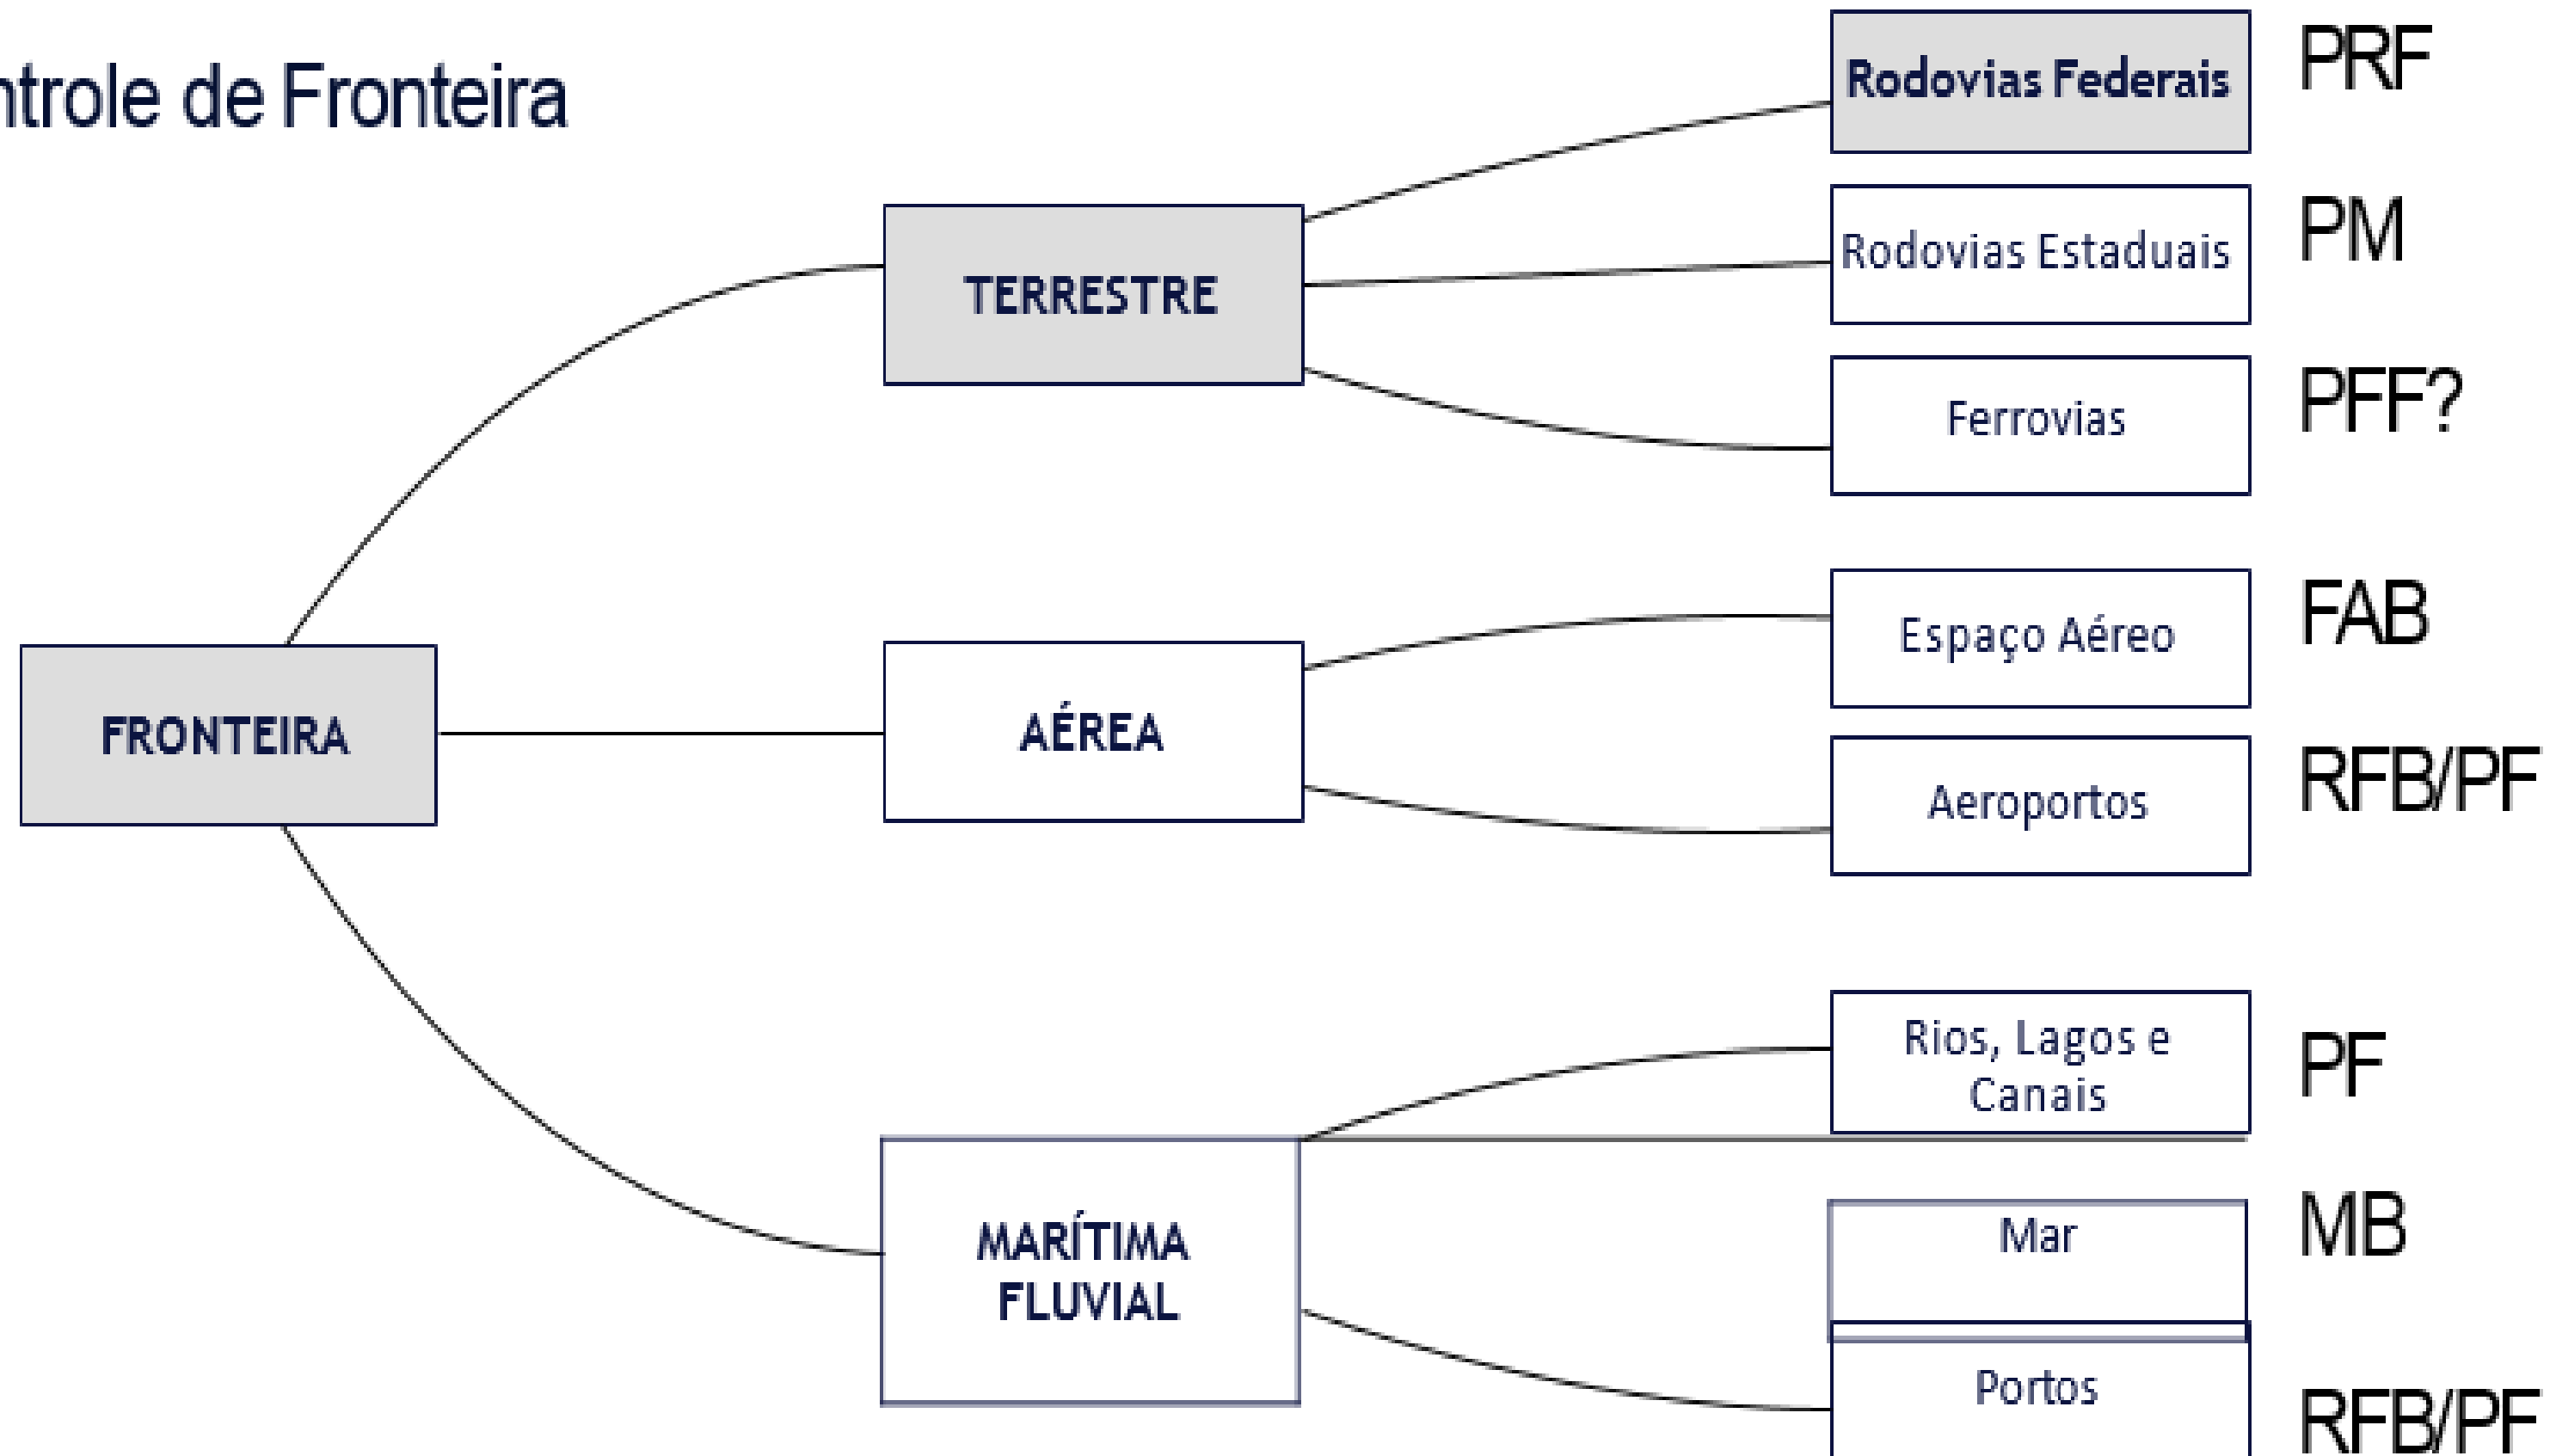 ntrole de Fronteira
Rodovias Federais
PRF
Rodovias Estaduais
PM
TERRESTRE
Ferrovias
PFF?
Espaço Aéreo
FAB
FRONTEIRA
AÉREA
Aeroportos
RFB/PF
Rios, Lagos e
Canais
PF
MARÍTIMA
FLUVIAL
Mar
MB
Portos
RFB/PF